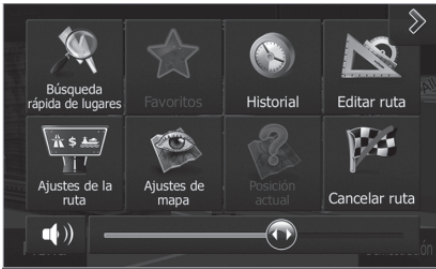 Búsqueda
rápida de lugares
Favoritos
Historial
Editar ruta
Ajustes de la
ruta
Ajustes de
mapa
Posición
actual
Cancelar ruta